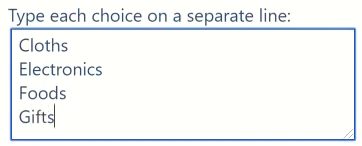 Type each choice on a separate line:
Cloths
Electronics
Foods
Gifts